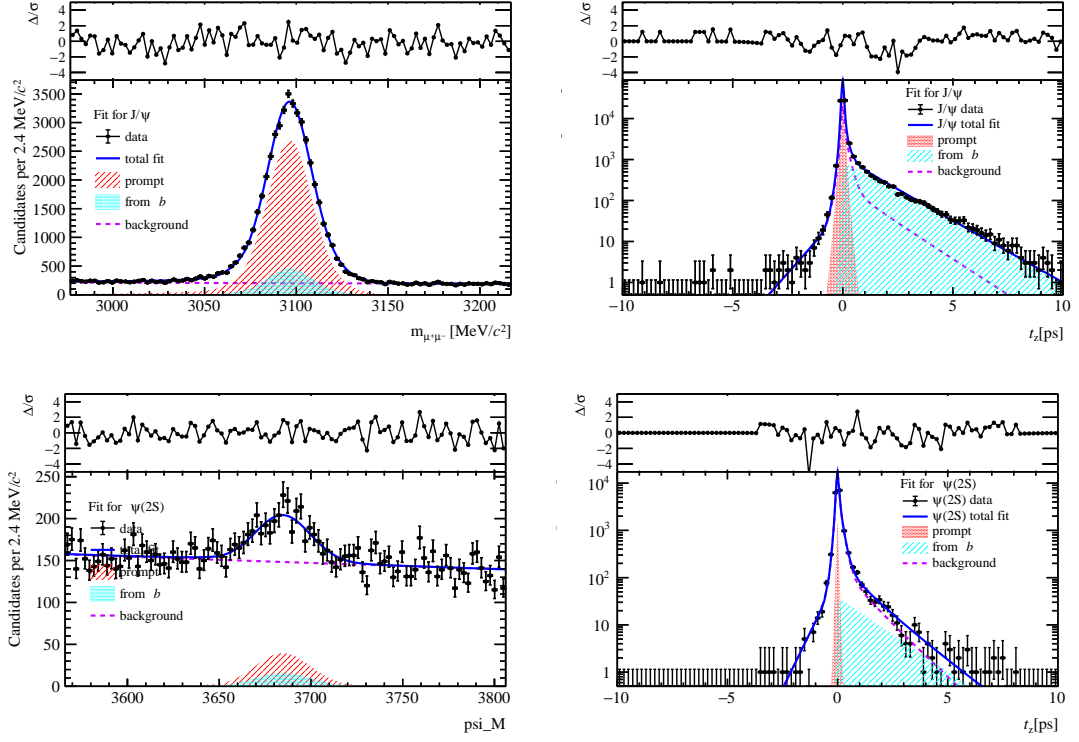 Δ/σ
4
2
0
−2
−4
Candidates per 2.4 MeV/c²
3500
3000
2500
2000
1500
1000
500
0
Fit for J/ψ
data
total fit
prompt
from b
background
3000
3050
3100
3150
3200
m_μ⁺μ⁻ [MeV/c²]
Δ/σ
4
2
0
−2
−4
10⁴
10³
10²
10
1
Fit for J/ψ
J/ψ data
J/ψ total fit
prompt
from b
background
−10
−5
0
5
10
t_z[ps]
Δ/σ
4
2
0
−2
−4
Candidates per 2.4 MeV/c²
250
200
150
100
50
0
Fit for ψ(2S)
data
total fit
prompt
from b
background
3600
3650
3700
3750
3800
psi_M
Δ/σ
4
2
0
−2
−4
10⁴
10³
10²
10
1
Fit for ψ(2S)
ψ(2S) data
ψ(2S) total fit
prompt
from b
background
−10
−5
0
5
10
t_z[ps]